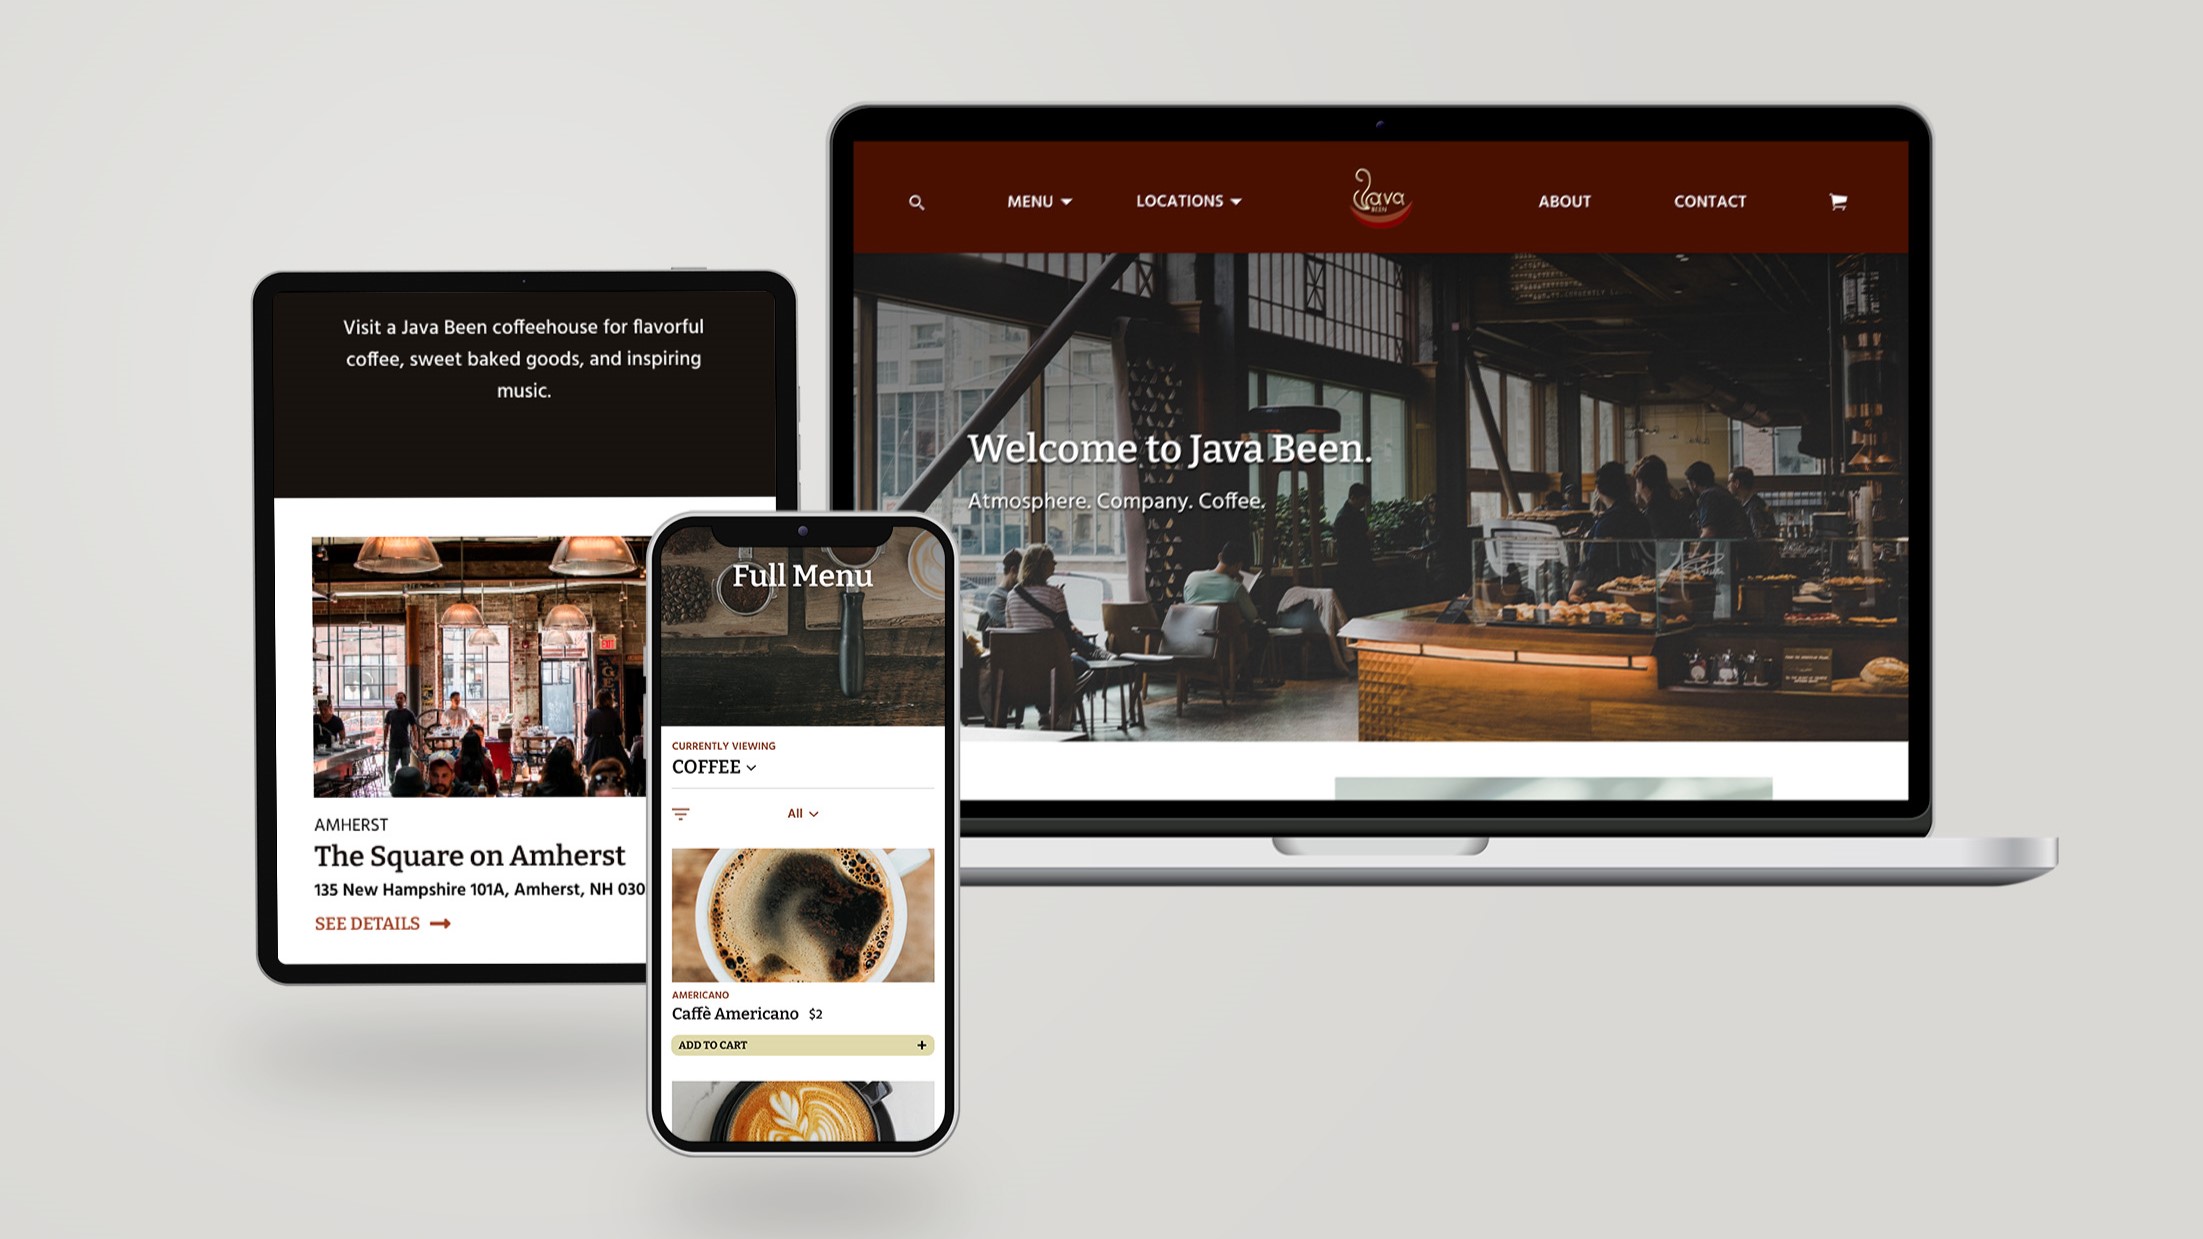 MENU
LOCATIONS
Java
BEEN
ABOUT
CONTACT
Welcome to Java Been.
Atmosphere. Company. Coffee.
Visit a Java Been coffeehouse for flavorful
coffee, sweet baked goods, and inspiring
music.
EXIT
AMHERST
The Square on Amherst
135 New Hampshire 101A, Amherst, NH 030
SEE DETAILS
Full Menu
CURRENTLY VIEWING
COFFEE
All
AMERICANO
Caffè Americano $2
ADD TO CART +